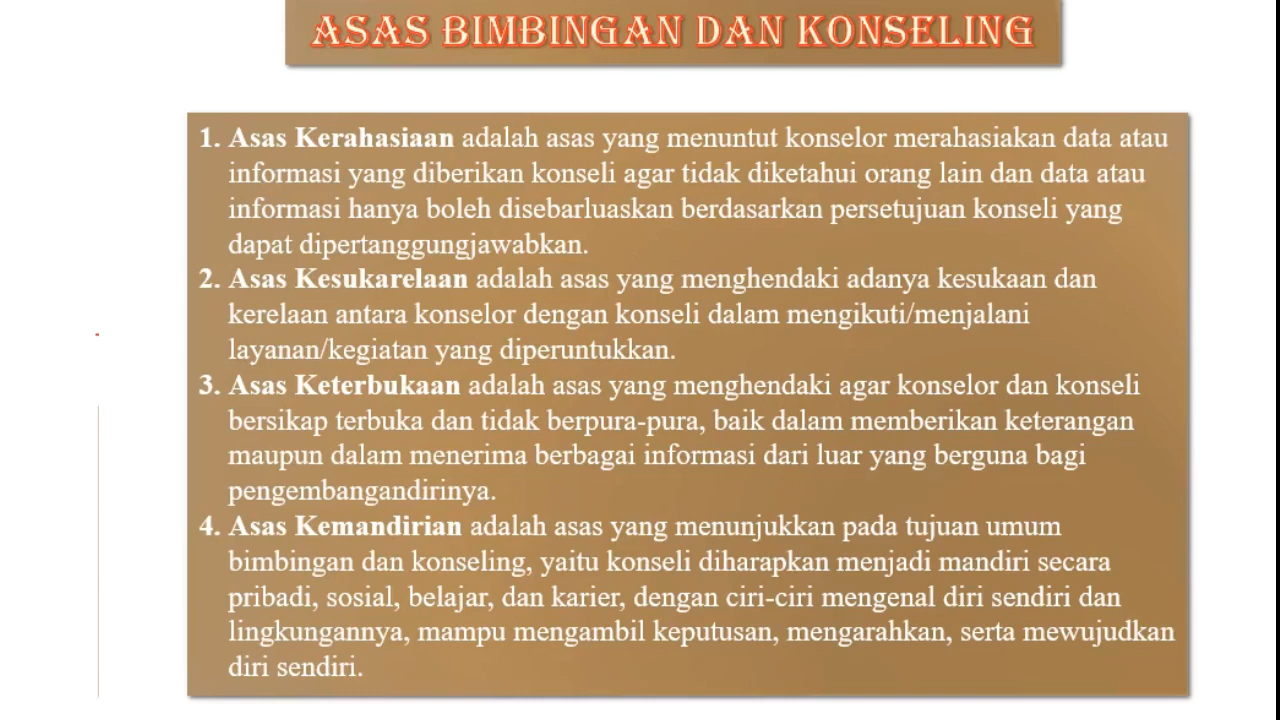 ASAS BIMBINGAN DAN KONSELING
1. Asas Kerahasiaan adalah asas yang menuntut konselor merahasiakan data atau
informasi yang diberikan konseli agar tidak diketahui orang lain dan data atau
informasi hanya boleh disebarluaskan berdasarkan persetujuan konseli yang
dapat dipertanggungjawabkan.
2. Asas Kesukarelaan adalah asas yang menghendaki adanya kesukaan dan
kerelaan antara konselor dengan konseli dalam mengikuti/menjalani
layanan/kegiatan yang diperuntukkan.
3. Asas Keterbukaan adalah asas yang menghendaki agar konselor dan konseli
bersikap terbuka dan tidak berpura-pura, baik dalam memberikan keterangan
maupun dalam menerima berbagai informasi dari luar yang berguna bagi
pengembangandirinya.
4. Asas Kemandirian adalah asas yang menunjukkan pada tujuan umum
bimbingan dan konseling, yaitu konseli diharapkan menjadi mandiri secara
pribadi, sosial, belajar, dan karier, dengan ciri-ciri mengenal diri sendiri dan
lingkungannya, mampu mengambil keputusan, mengarahkan, serta mewujudkan
diri sendiri.